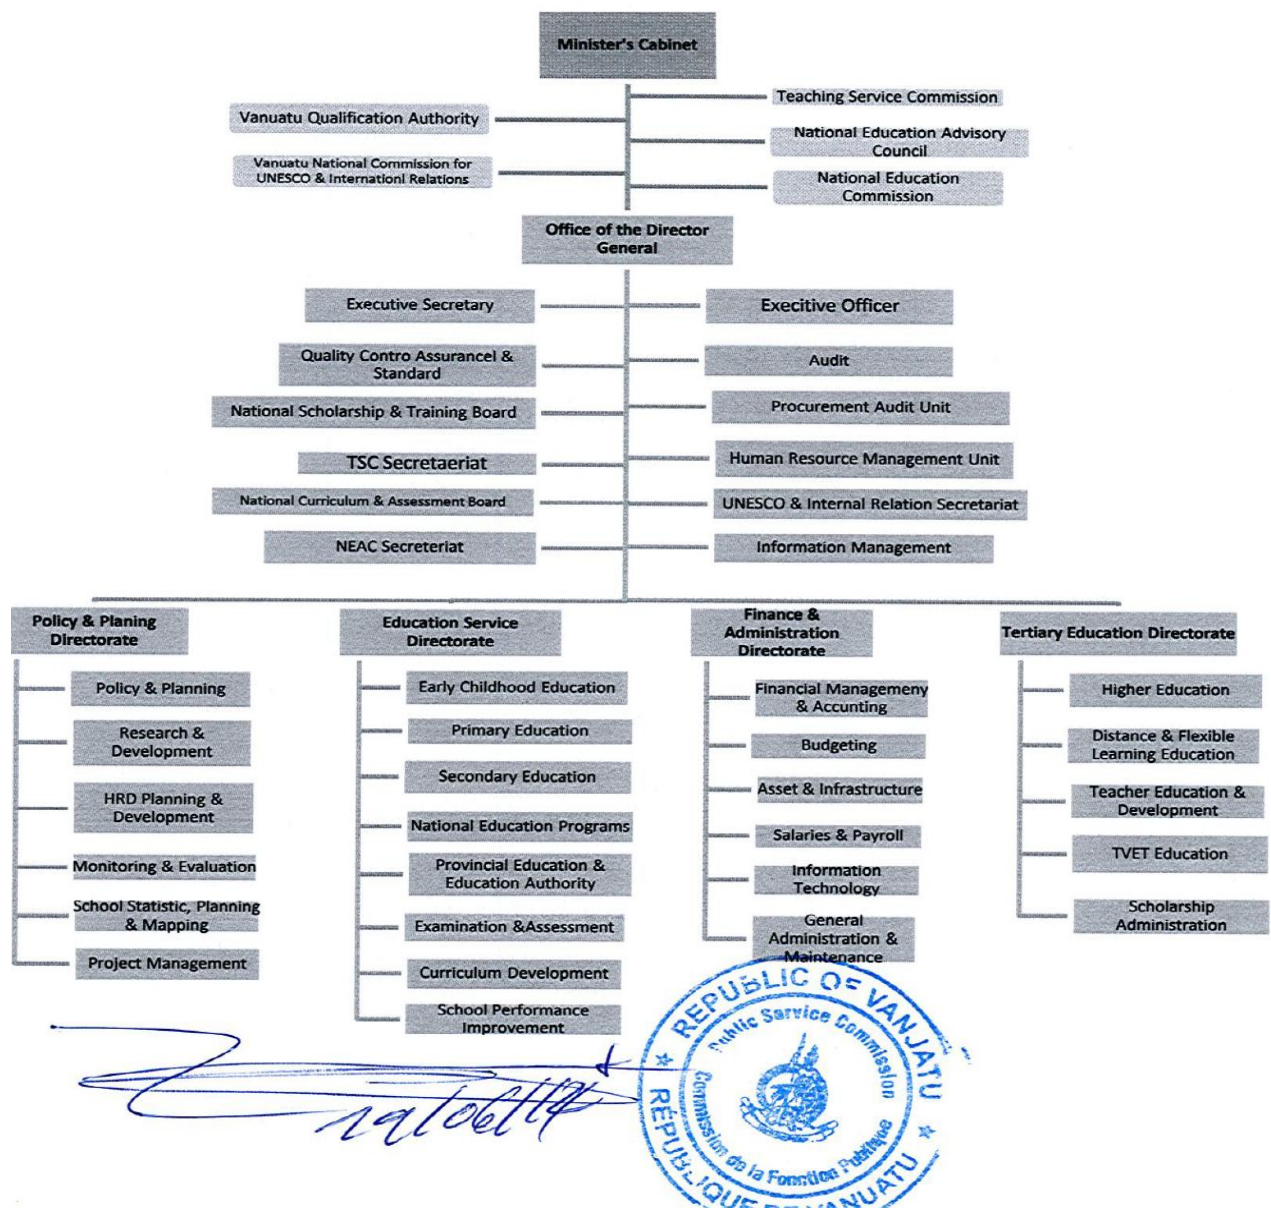 Minister's Cabinet
Teaching Service Commission
Vanuatu Qualification Authority
National Education Advisory
Council
Vanuatu National Commission for
UNESCO & Internationl Relations
National Education
Commission
Office of the Director
General
Executive Secretary
Execitive Officer
Quality Contro Assurancel &
Standard
Audit
National Scholarship & Training Board
Procurement Audit Unit
TSC Secretaeriat
Human Resource Management Unit
National Curriculum & Assessment Board
UNESCO & Internal Relation Secretariat
NEAC Secreteriat
Information Management
Policy & Planing
Directorate
Policy & Planning
Research &
Development
HRD Planning &
Development
Monitoring & Evaluation
School Statistic, Planning
& Mapping
Project Management
Education Service
Directorate
Early Childhood Education
Primary Education
Secondary Education
National Education Programs
Provincial Education &
Education Authority
Examination &Assessment
Curriculum Development
School Performance
Improvement
Finance &
Administration
Directorate
Financial Managemeny
& Accunting
Budgeting
Asset & Infrastructure
Salaries & Payroll
Information
Technology
General
Administration &
Maintenance
Tertiary Education Directorate
Higher Education
Distance & Flexible
Learning Education
Teacher Education &
Development
TVET Education
Scholarship
Administration
REPUBLIC OF VANUATU
Public Service Commission
Commission de la Fonction Publique
RÉPUBLIQUE DE VANUATU